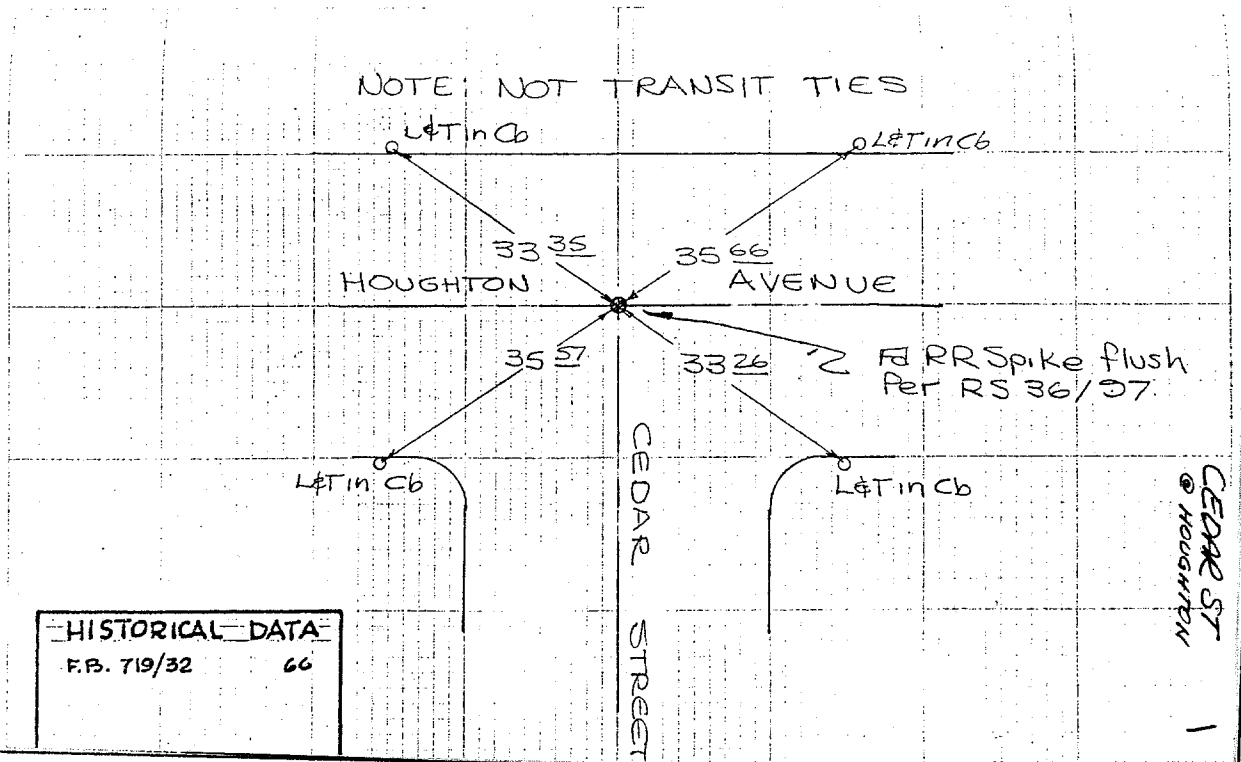 NOTE: NOT TRANSIT TIES
L&T in Cb
L&T in Cb
33 35
35 66
HOUGHTON AVENUE
35 57
33 26
Fd RR Spike flush
Per RS 36/97.
L&T in Cb
L&T in Cb
CEDAR STREET
CEDAR ST
@ HOUGHTON
1
HISTORICAL DATA
F.B. 719/32 66